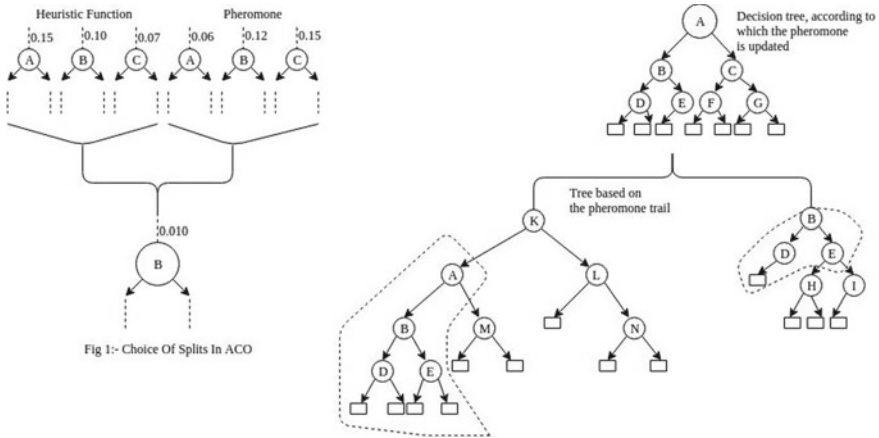 Heuristic Function
Pheromone
0.15
0.10
0.07
0.06
0.12
0.15
A
B
C
A
B
C
0.010
B
Fig 1:- Choice Of Splits In ACO
A
Decision tree, according to
which the pheromone
is updated
B
C
D
E
F
G
Tree based on
the pheromone trail
K
B
D
E
A
L
H
I
B
M
N
D
E